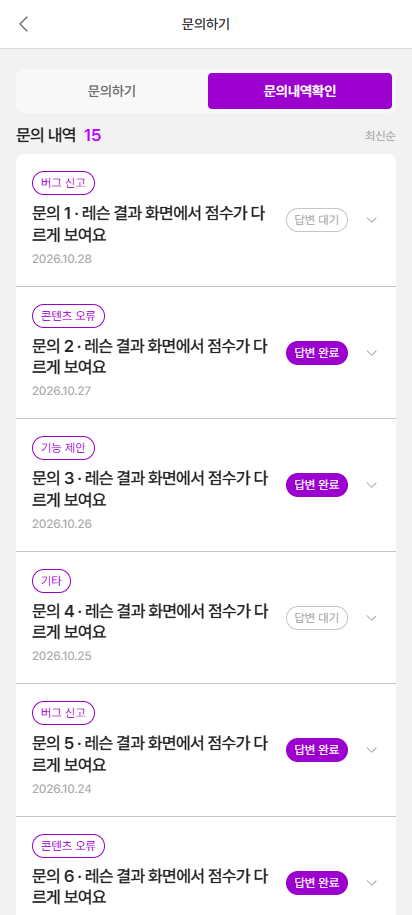 문의하기
문의하기
문의내역확인
문의 내역 15
최신순
버그 신고
문의 1 · 레슨 결과 화면에서 점수가 다
르게 보여요
답변 대기
2026.10.28
콘텐츠 오류
문의 2 · 레슨 결과 화면에서 점수가 다
르게 보여요
답변 완료
2026.10.27
기능 제안
문의 3 · 레슨 결과 화면에서 점수가 다
르게 보여요
답변 완료
2026.10.26
기타
문의 4 · 레슨 결과 화면에서 점수가 다
르게 보여요
답변 대기
2026.10.25
버그 신고
문의 5 · 레슨 결과 화면에서 점수가 다
르게 보여요
답변 완료
2026.10.24
콘텐츠 오류
문의 6 · 레슨 결과 화면에서 점수가 다
르게 보여요
답변 완료